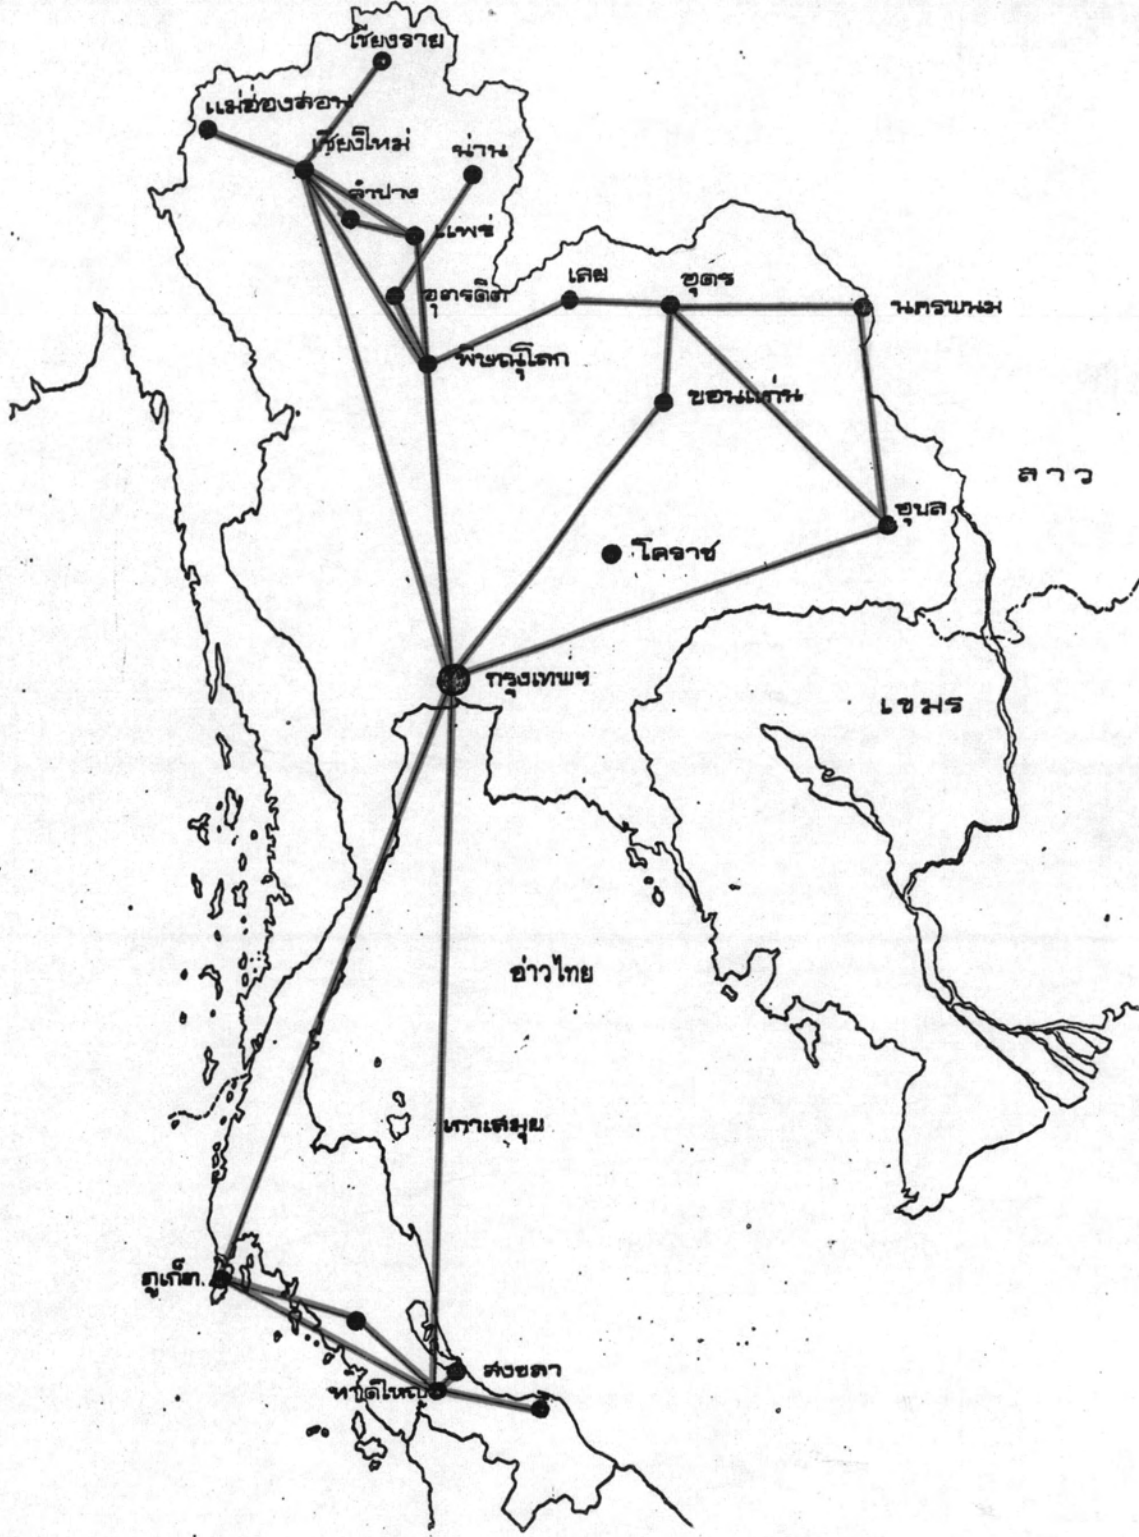 เชียงราย
แม่ฮ่องสอน
เชียงใหม่
น่าน
ลำปาง
แพร่
อุตรดิต
เลย
อุดร
นครพนม
พิษณุโลก
ขอนแก่น
ลาว
อุบล
โคราช
กรุงเทพฯ
เขมร
อ่าวไทย
เกาะสมุย
ภูเก็ต
สงขลา
หาดใหญ่